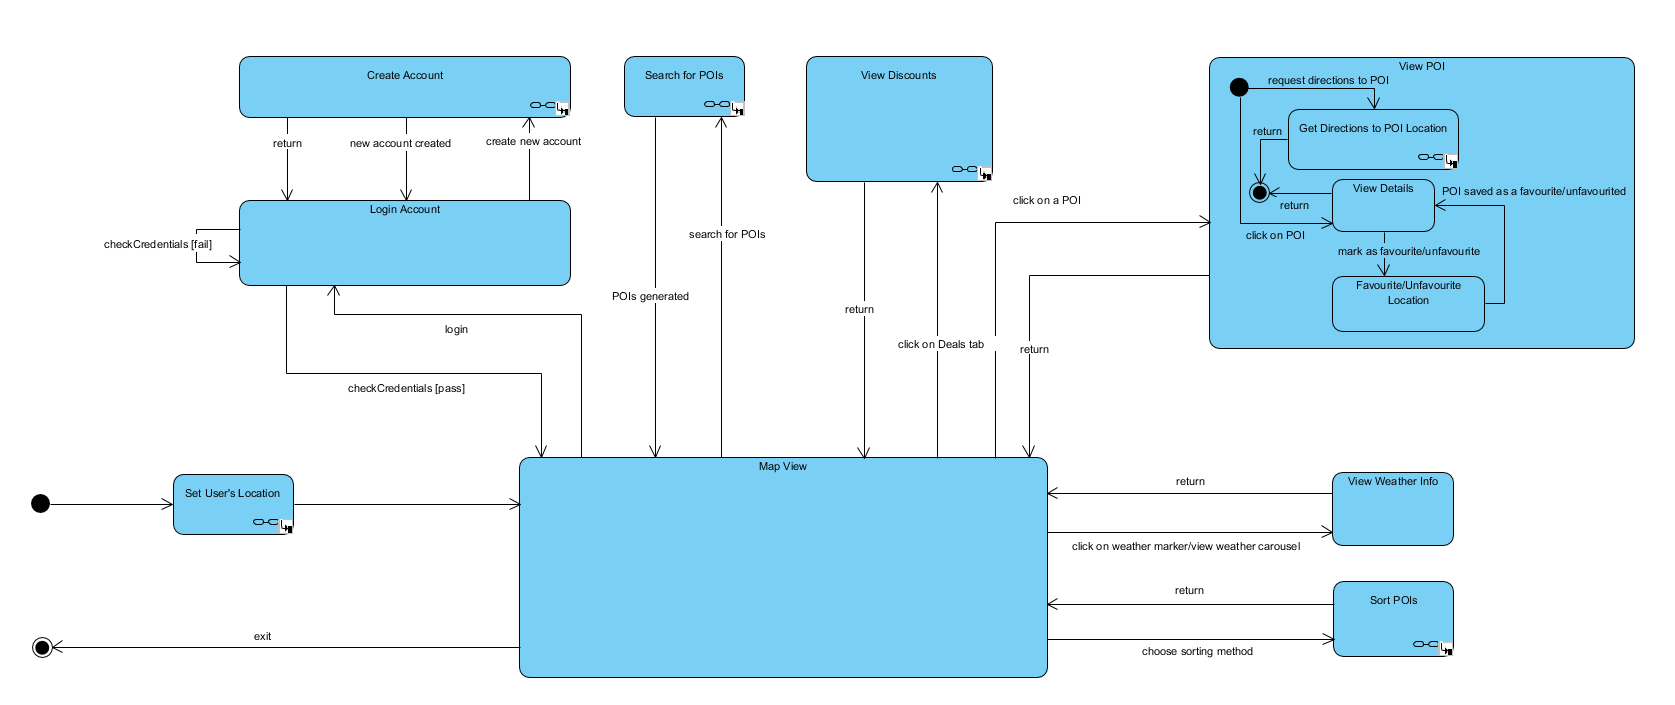 Create Account
Search for POIs
View Discounts
View POI
request directions to POI
Get Directions to POI Location
return
new account created
create new account
return
View Details
POI saved as a favourite/unfavourited
return
click on POI
mark as favourite/unfavourite
Favourite/Unfavourite
Location
Login Account
checkCredentials [fail]
click on a POI
search for POIs
POIs generated
return
login
click on Deals tab
return
checkCredentials [pass]
Map View
Set User's Location
return
View Weather Info
click on weather marker/view weather carousel
return
Sort POIs
choose sorting method
exit